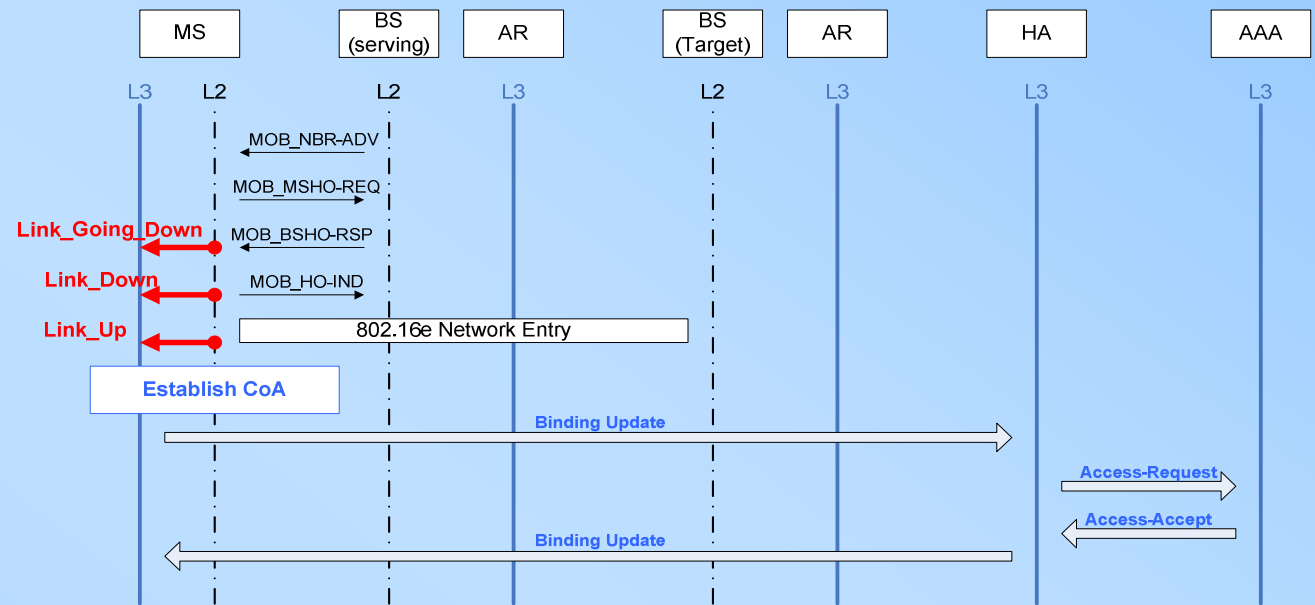 MS
BS
(serving)
AR
BS
(Target)
AR
HA
AAA
L3
L2
L2
L3
L2
L3
L3
L3
MOB_NBR-ADV
MOB_MSHO-REQ
Link_Going_Down
MOB_BSHO-RSP
Link_Down
MOB_HO-IND
Link_Up
802.16e Network Entry
Establish CoA
Binding Update
Access-Request
Access-Accept
Binding Update